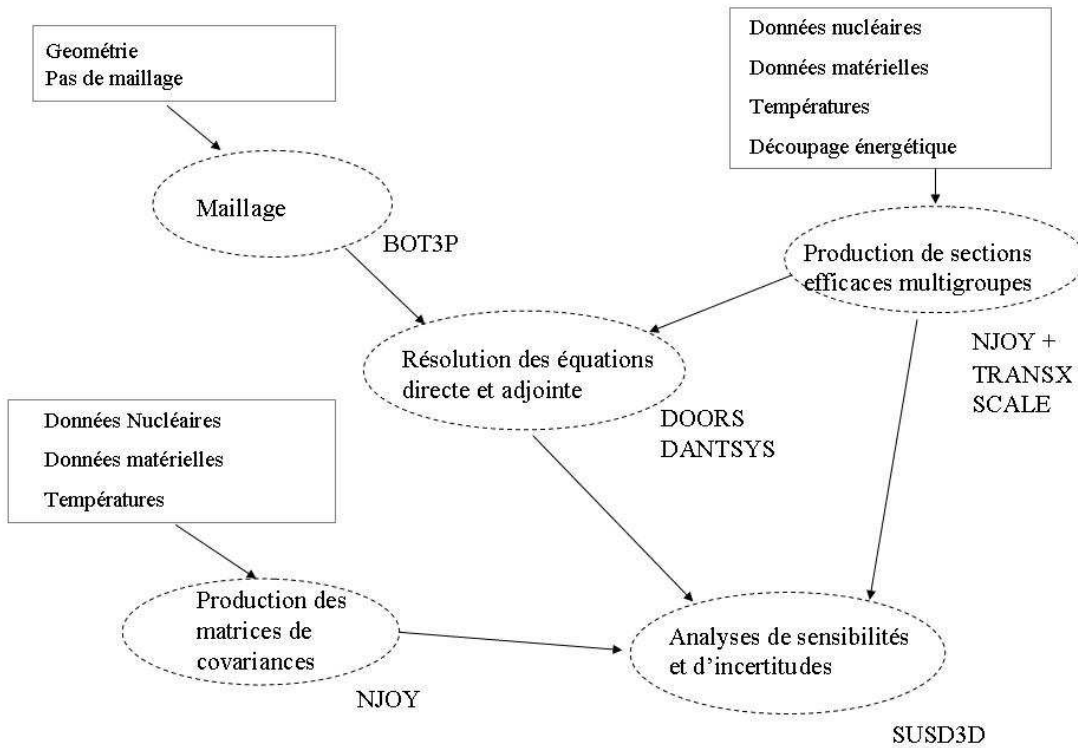 Geométrie
Pas de maillage
Données nucléaires
Données matérielles
Températures
Découpage énergétique
Maillage
BOT3P
Production de sections
efficaces multigroupes
NJOY +
TRANSX
SCALE
Résolution des équations
directe et adjointe
DOORS
DANTSYS
Données Nucléaires
Données matérielles
Températures
Production des
matrices de
covariances
NJOY
Analyses de sensibilités
et d’incertitudes
SUSD3D